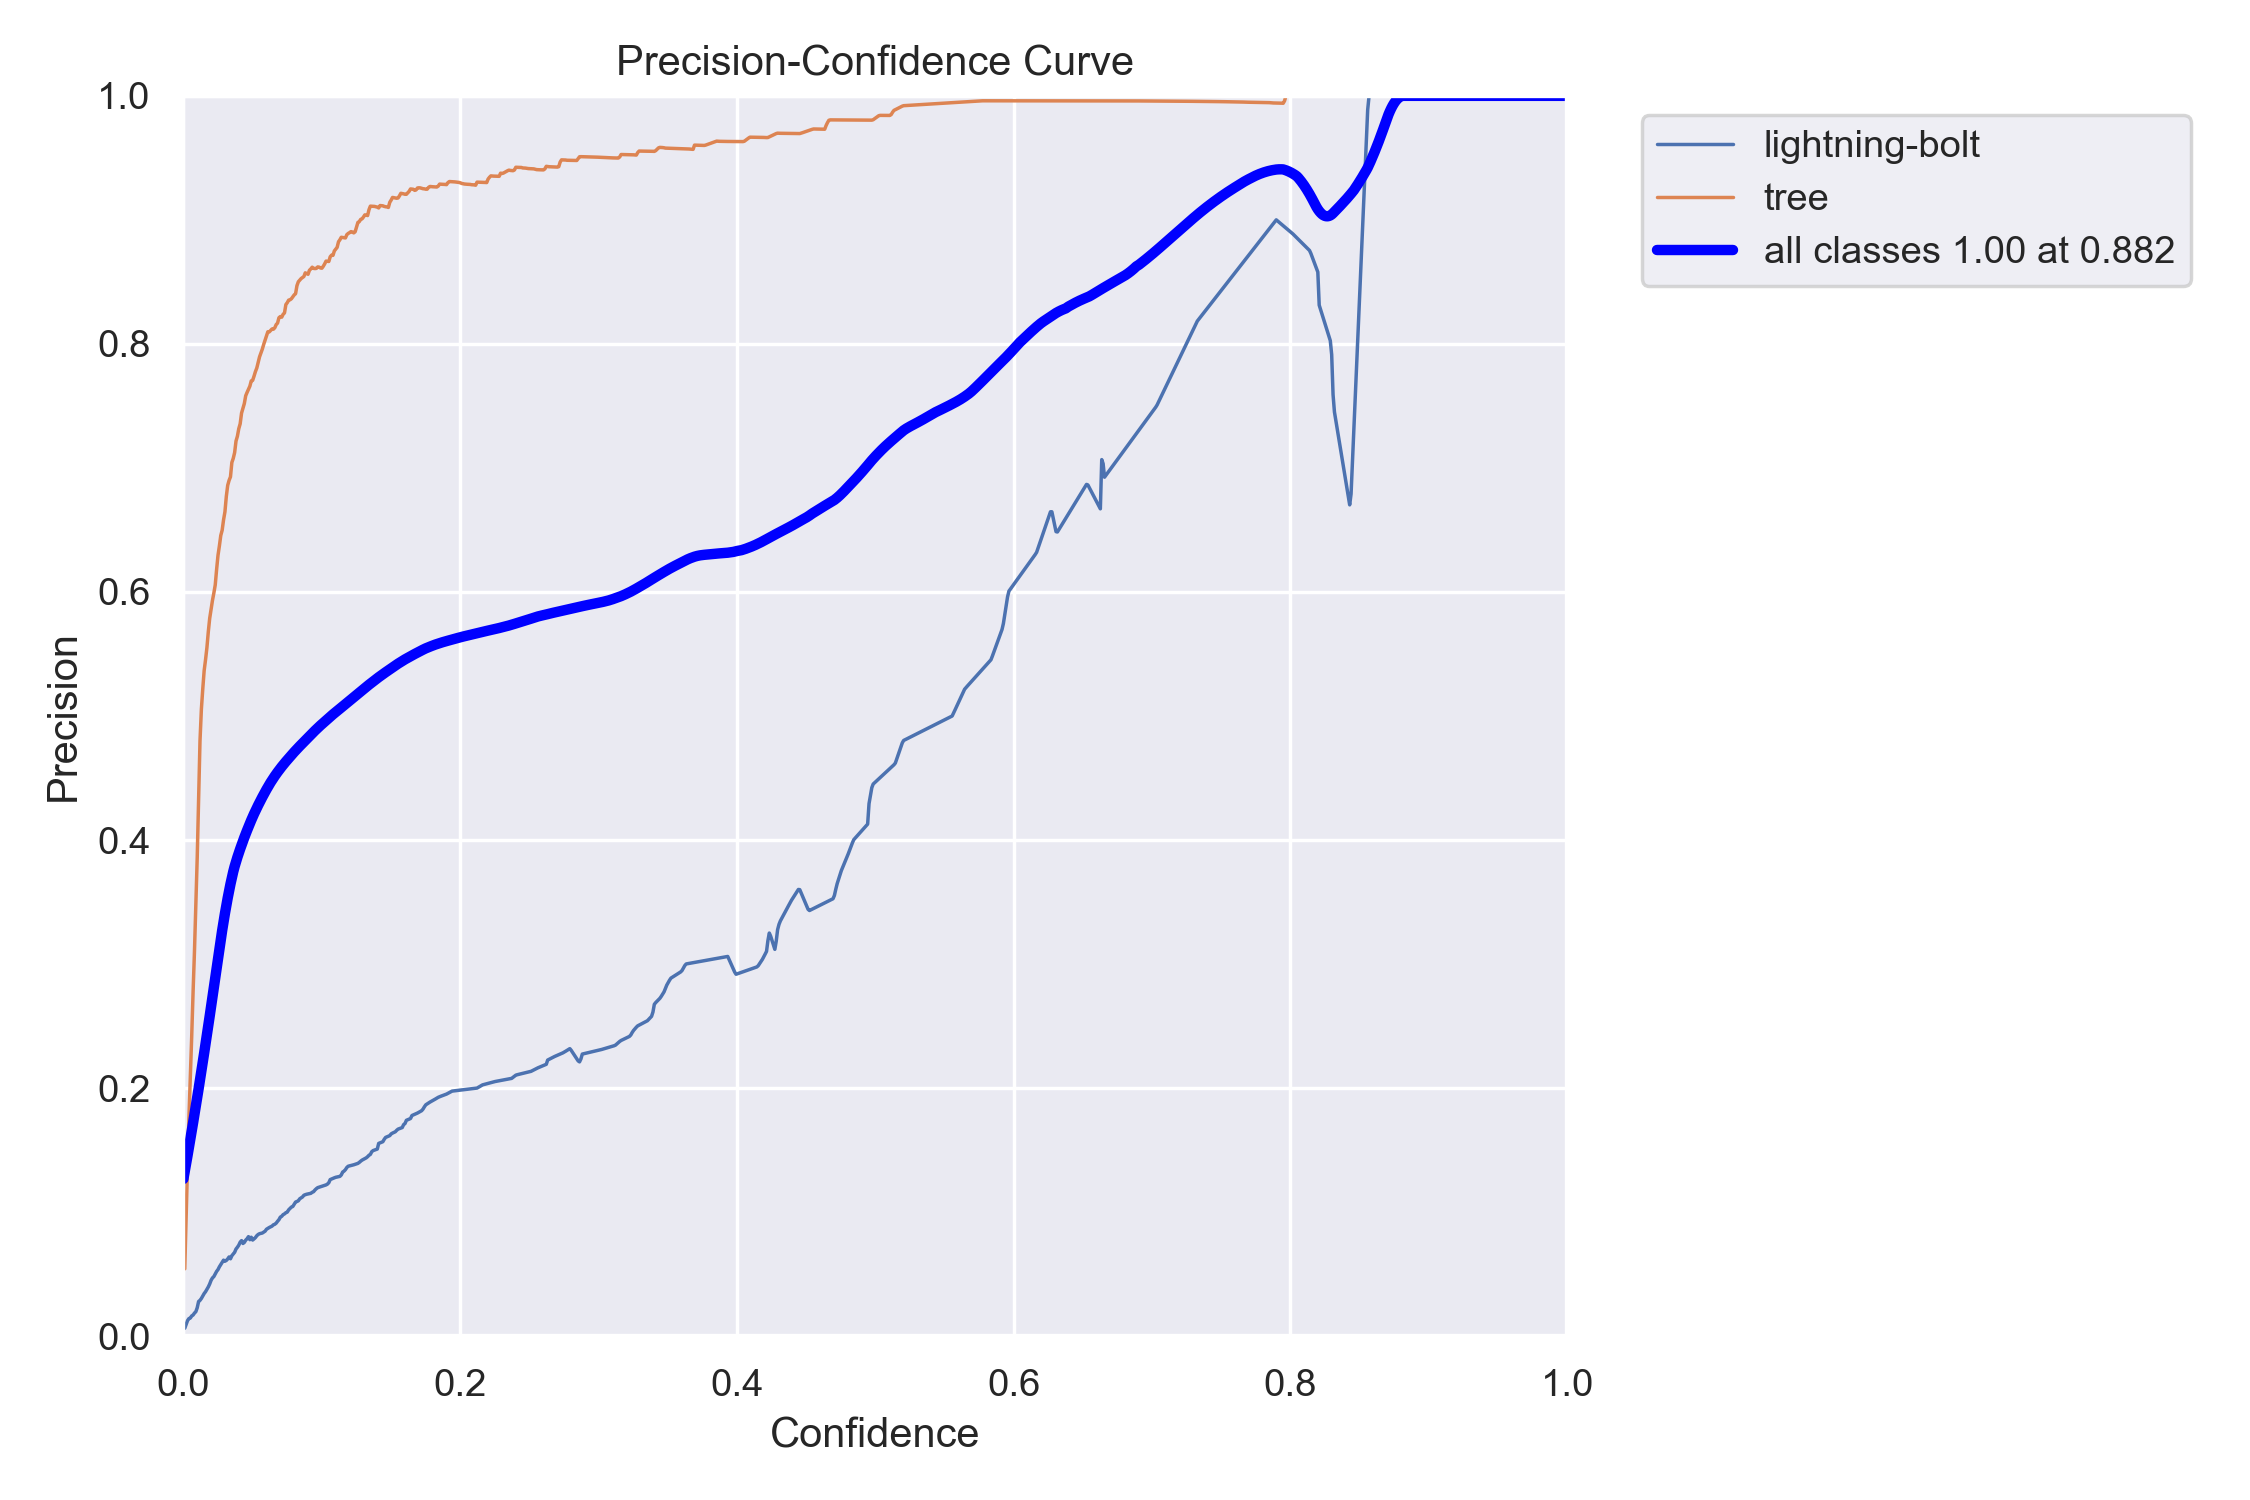 Precision-Confidence Curve
1.0
0.8
0.6
0.4
0.2
0.0
Precision
0.0 0.2 0.4 0.6 0.8 1.0
Confidence
lightning-bolt
tree
all classes 1.00 at 0.882